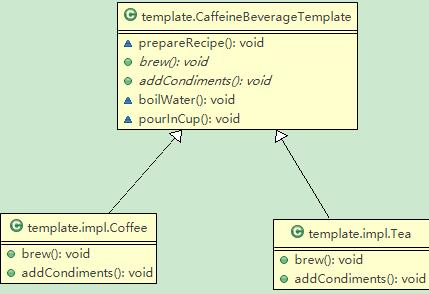 template.CaffeineBeverageTemplate
prepareRecipe(): void
brew(): void
addCondiments(): void
boilWater(): void
pourInCup(): void
template.impl.Coffee
brew(): void
addCondiments(): void
template.impl.Tea
brew(): void
addCondiments(): void